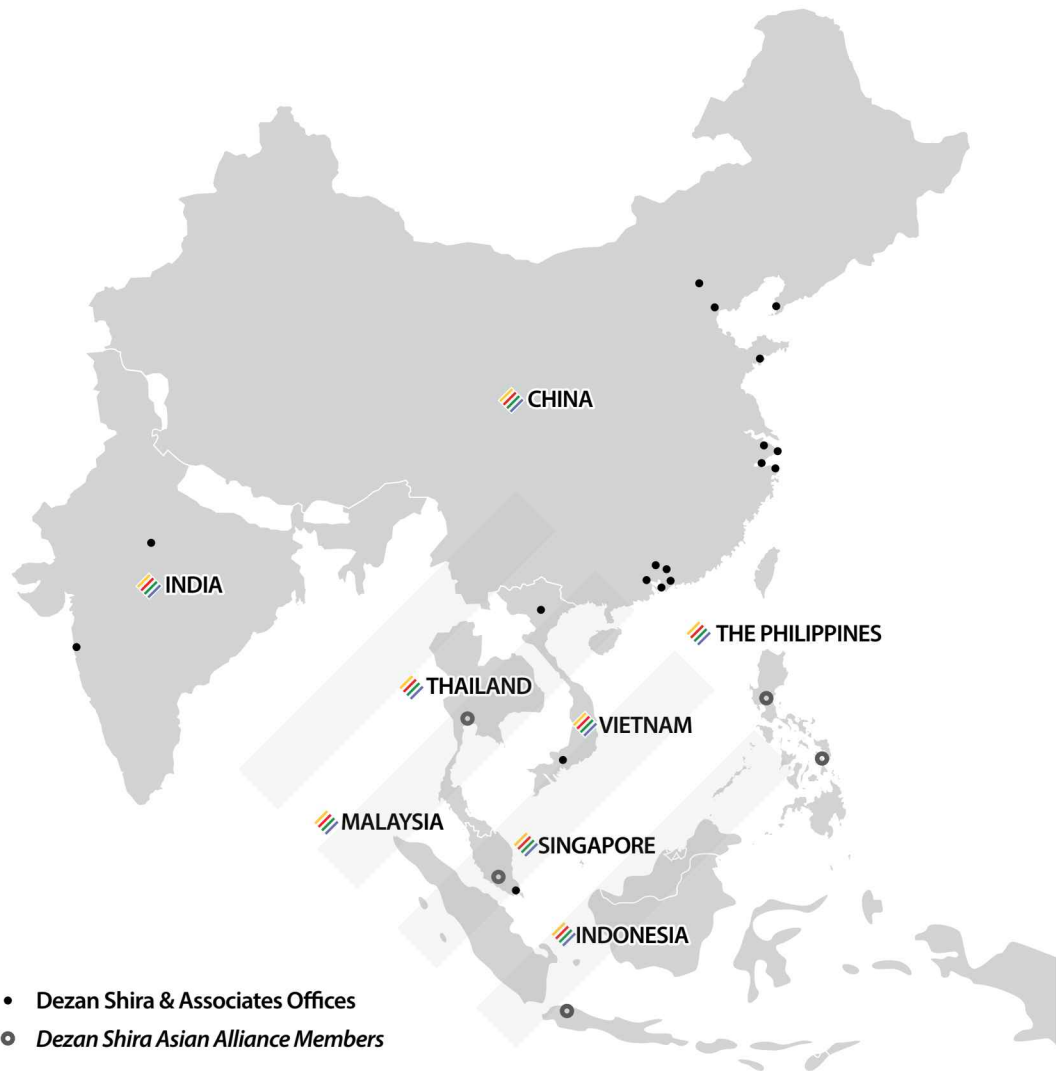 CHINA
INDIA
THE PHILIPPINES
THAILAND
VIETNAM
MALAYSIA
SINGAPORE
INDONESIA
Dezan Shira & Associates Offices
Dezan Shira Asian Alliance Members